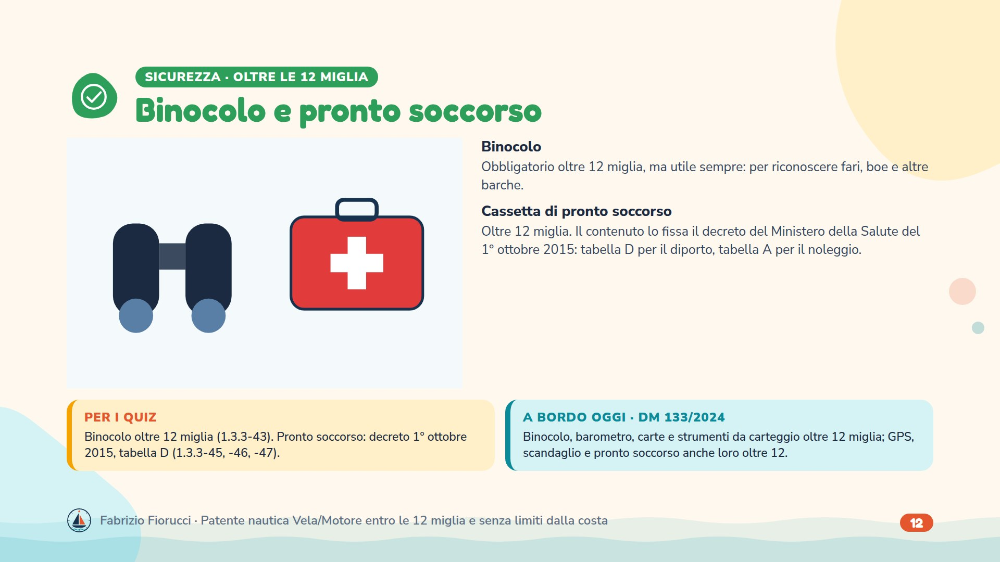 SICUREZZA · OLTRE LE 12 MIGLIA
Binocolo e pronto soccorso
Binocolo
Obbligatorio oltre 12 miglia, ma utile sempre: per riconoscere fari, boe e altre
barche.
Cassetta di pronto soccorso
Oltre 12 miglia. Il contenuto lo fissa il decreto del Ministero della Salute del
1° ottobre 2015: tabella D per il diporto, tabella A per il noleggio.
PER I QUIZ
Binocolo oltre 12 miglia (1.3.3-43). Pronto soccorso: decreto 1° ottobre
2015, tabella D (1.3.3-45, -46, -47).
A BORDO OGGI · DM 133/2024
Binocolo, barometro, carte e strumenti da carteggio oltre 12 miglia; GPS,
scandaglio e pronto soccorso anche loro oltre 12.
Fabrizio Fiorucci · Patente nautica Vela/Motore entro le 12 miglia e senza limiti dalla costa
12